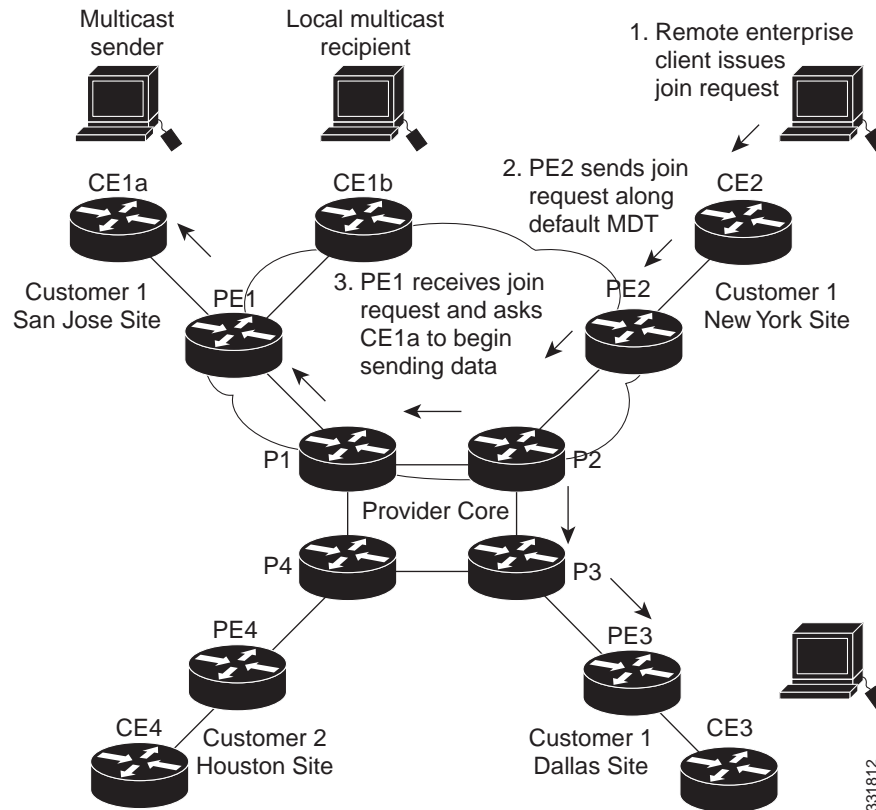 Multicast
sender
Local multicast
recipient
1. Remote enterprise
client issues
join request
CE1a
CE1b
2. PE2 sends join
request along
default MDT
CE2
Customer 1
San Jose Site
PE1
3. PE1 receives join
request and asks
CE1a to begin
sending data
PE2
Customer 1
New York Site
P1
P2
Provider Core
P4
P3
PE4
PE3
CE4
Customer 2
Houston Site
Customer 1
Dallas Site
CE3
331812